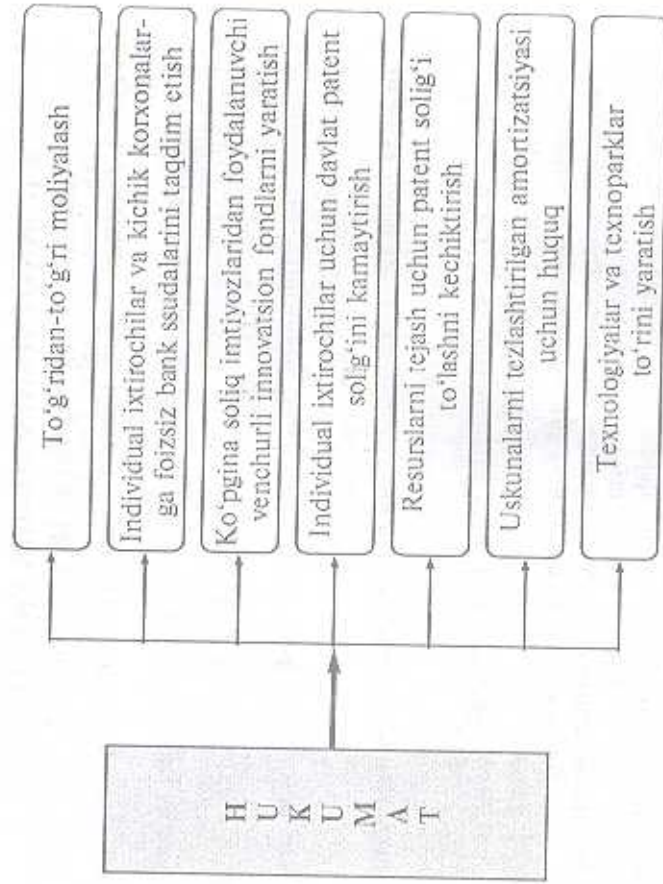 H
U
K
U
M
A
T
To‘g‘ridan-to‘g‘ri moliyalash
Individual ixtirochilar va kichik korxonalar-
ga foizsiz bank ssudalarini taqdim etish
Ko‘pgina soliq imtiyozlaridan foydalanuvchi
venchurli innovatsion fondlarni yaratish
Individual ixtirochilar uchun davlat patent
solig‘ini kamaytirish
Resurslarni tejash uchun patent solig‘i
to‘lashni kechiktirish
Uskunalarni tezlashtirilgan amortizatsiyasi
uchun huquq
Texnologiyalar va texnoparklar
to‘rini yaratish